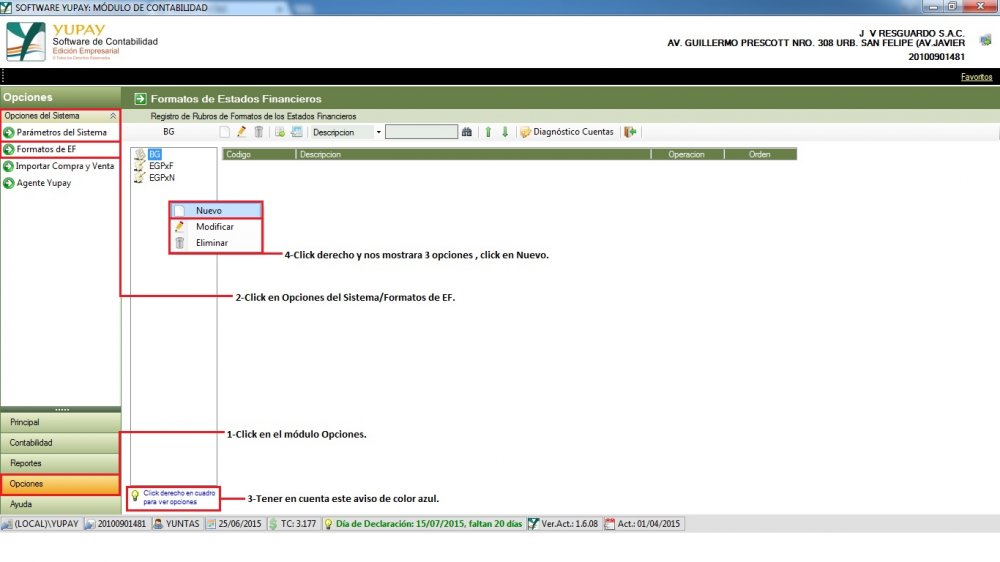 SOFTWARE YUPAY: MÓDULO DE CONTABILIDAD
YUPAY
Software de Contabilidad
Edición Empresarial
J V RESGUARDO S.A.C.
AV. GUILLERMO PRESCOTT NRO. 308 URB. SAN FELIPE (AV.JAVIER
20100901481
Favoritos
Opciones
Formatos de Estados Financieros
Opciones del Sistema
Registro de Rubros de Formatos de los Estados Financieros
Parámetros del Sistema
BG
Descripcion
Diagnóstico Cuentas
Formatos de EF
BG
Codigo
Descripcion
Operacion
Orden
Importar Compra y Venta
EGPxF
Agente Yupay
EGPxN
Nuevo
Modificar
Eliminar
4-Click derecho y nos mostrara 3 opciones , click en Nuevo.
2-Click en Opciones del Sistema/Formatos de EF.
Principal
1-Click en el módulo Opciones.
Contabilidad
Reportes
Opciones
Click derecho en cuadro
para ver opciones
3-Tener en cuenta este aviso de color azul.
Ayuda
(LOCAL)\YUPAY
20100901481
YUNTAS
25/06/2015
TC: 3.177
Día de Declaración: 15/07/2015, faltan 20 días
Ver.Act.: 1.6.08
Act.: 01/04/2015